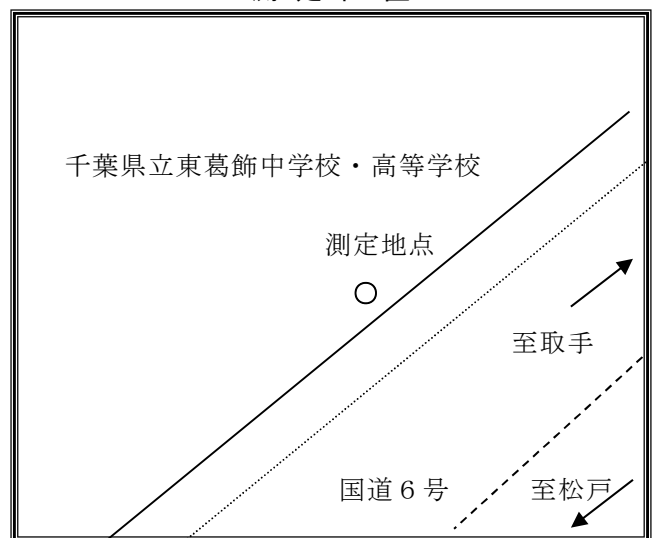 千葉県立東葛飾中学校・高等学校
測定地点
至取手
国道６号
至松戸